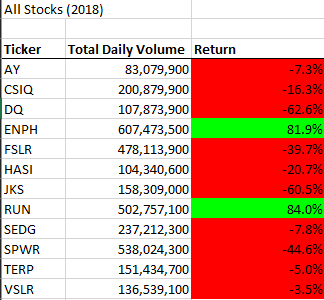 All Stocks (2018)
Ticker Total Daily Volume Return
AY 83,079,900 -7.3%
CSIQ 200,879,900 -16.3%
DQ 107,873,900 -62.6%
ENPH 607,473,500 81.9%
FSLR 478,113,900 -39.7%
HASI 104,340,600 -20.7%
JKS 158,309,000 -60.5%
RUN 502,757,100 84.0%
SEDG 237,212,300 -7.8%
SPWR 538,024,300 -44.6%
TERP 151,434,700 -5.0%
VSLR 136,539,100 -3.5%